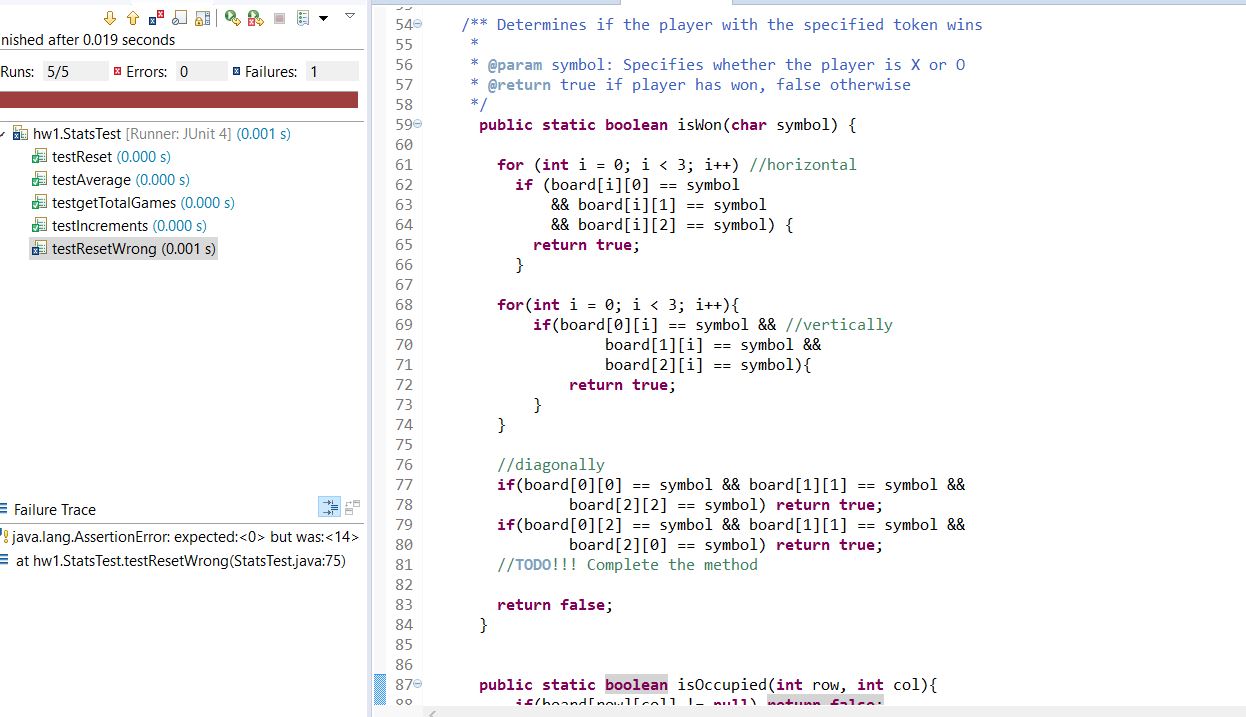 nished after 0.019 seconds
Runs: 5/5 Errors: 0 Failures: 1
hw1.StatsTest [Runner: JUnit 4] (0.001 s)
testReset (0.000 s)
testAverage (0.000 s)
testgetTotalGames (0.000 s)
testIncrements (0.000 s)
testResetWrong (0.001 s)
Failure Trace
java.lang.AssertionError: expected:<0> but was:<14>
at hw1.StatsTest.testResetWrong(StatsTest.java:75)
54 /** Determines if the player with the specified token wins
55 *
56 * @param symbol: Specifies whether the player is X or O
57 * @return true if player has won, false otherwise
58 */
59 public static boolean isWon(char symbol) {
60
61 for (int i = 0; i < 3; i++) //horizontal
62 if (board[i][0] == symbol
63 && board[i][1] == symbol
64 && board[i][2] == symbol) {
65 return true;
66 }
67
68 for(int i = 0; i < 3; i++){
69 if(board[0][i] == symbol && //vertically
70 board[1][i] == symbol &&
71 board[2][i] == symbol){
72 return true;
73 }
74 }
75
76 //diagonally
77 if(board[0][0] == symbol && board[1][1] == symbol &&
78 board[2][2] == symbol) return true;
79 if(board[0][2] == symbol && board[1][1] == symbol &&
80 board[2][0] == symbol) return true;
81 //TODO!!! Complete the method
82
83 return false;
84 }
85
86
87 public static boolean isOccupied(int row, int col){
88 if(board[row][col] != null) return false;